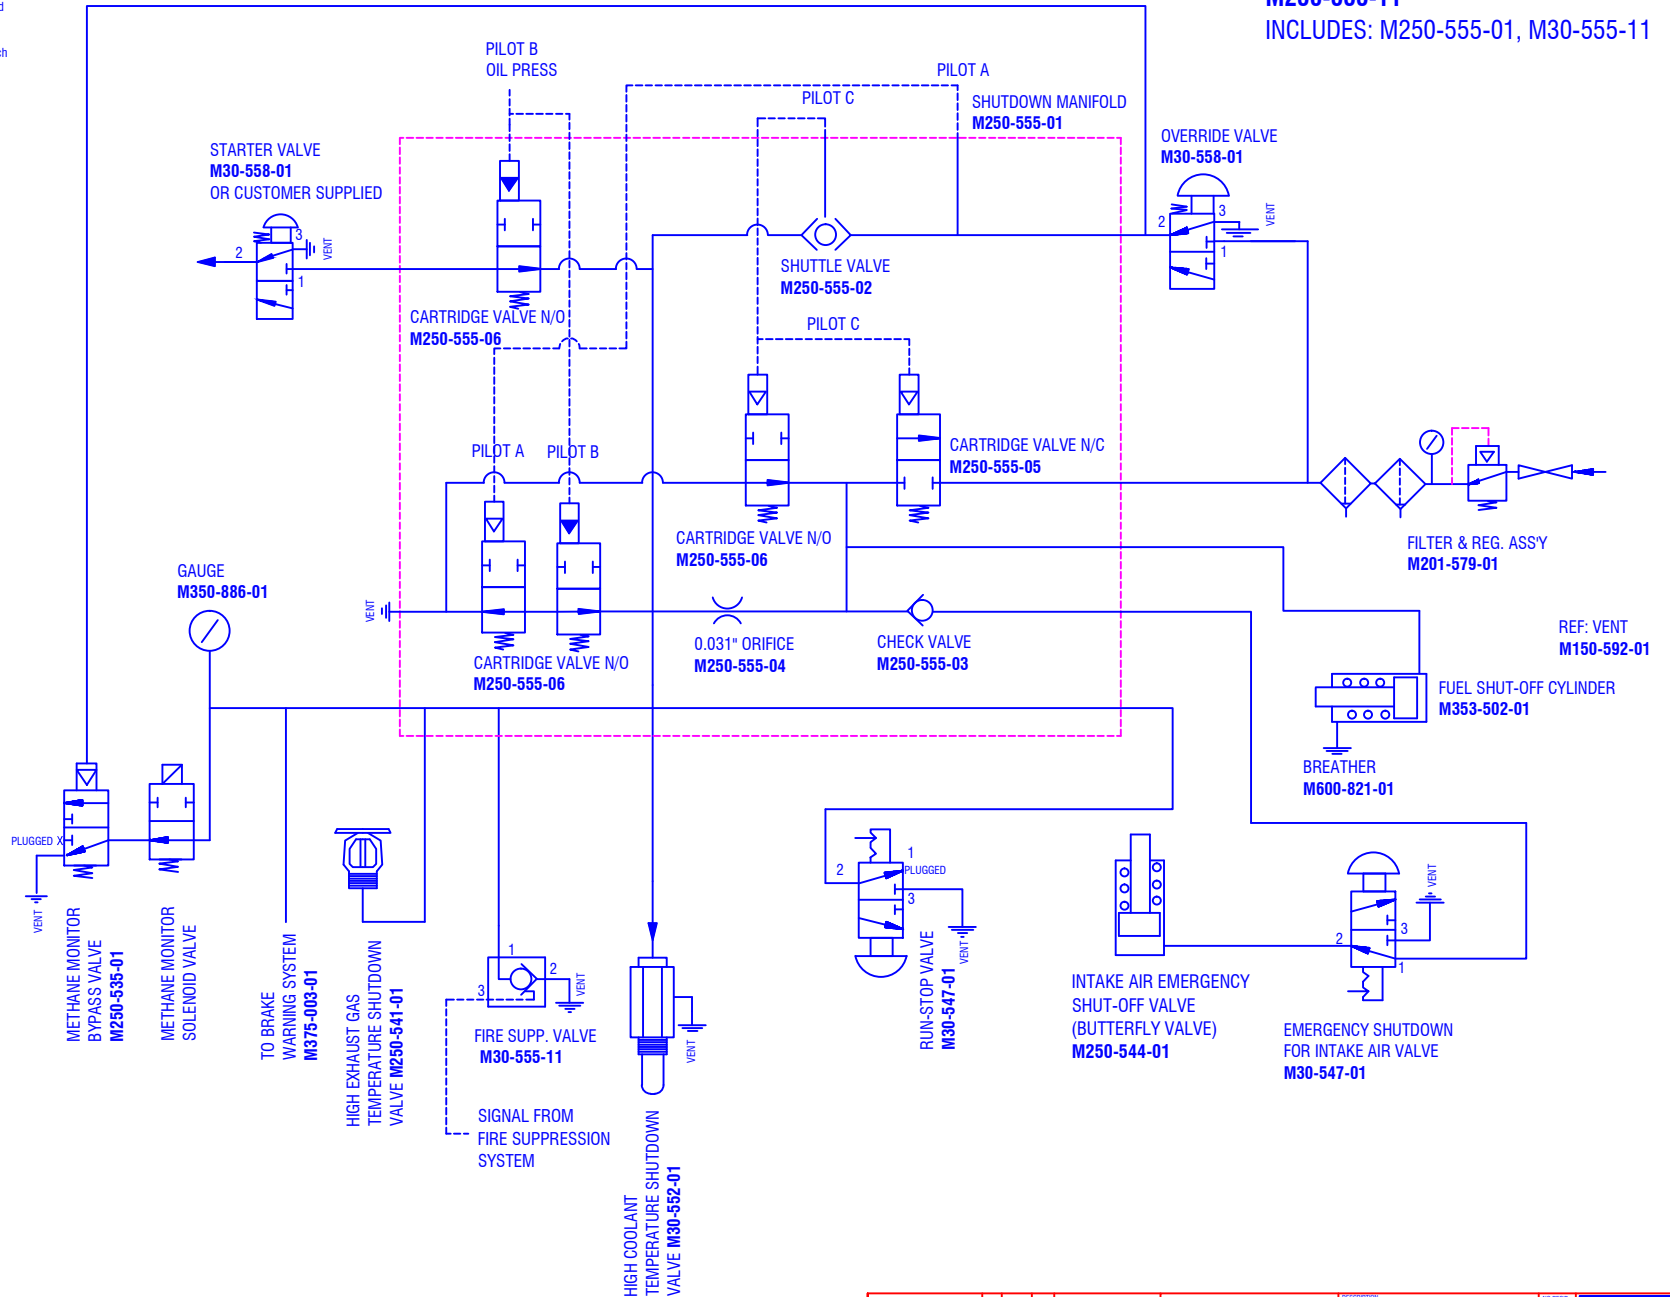 INCLUDES: M250-555-01, M30-555-11
PILOT B
OIL PRESS
PILOT A
PILOT C
SHUTDOWN MANIFOLD
M250-555-01
STARTER VALVE
M30-558-01
OR CUSTOMER SUPPLIED
OVERRIDE VALVE
M30-558-01
2
3
1
VENT
2
3
1
VENT
SHUTTLE VALVE
M250-555-02
CARTRIDGE VALVE N/O
M250-555-06
PILOT C
PILOT A
PILOT B
CARTRIDGE VALVE N/C
M250-555-05
CARTRIDGE VALVE N/O
M250-555-06
FILTER & REG. ASS'Y
M201-579-01
GAUGE
M350-886-01
VENT
CARTRIDGE VALVE N/O
M250-555-06
0.031" ORIFICE
M250-555-04
CHECK VALVE
M250-555-03
REF: VENT
M150-592-01
FUEL SHUT-OFF CYLINDER
M353-502-01
BREATHER
M600-821-01
PLUGGED X
VENT
METHANE MONITOR
BYPASS VALVE
M250-535-01
METHANE MONITOR
SOLENOID VALVE
TO BRAKE
WARNING SYSTEM
M375-003-01
HIGH EXHAUST GAS
TEMPERATURE SHUTDOWN
VALVE M250-541-01
1
2
3
VENT
FIRE SUPP. VALVE
M30-555-11
SIGNAL FROM
FIRE SUPPRESSION
SYSTEM
VENT
HIGH COOLANT
TEMPERATURE SHUTDOWN
VALVE M30-552-01
2
1
PLUGGED
3
VENT
RUN-STOP VALVE
M30-547-01
INTAKE AIR EMERGENCY
SHUT-OFF VALVE
(BUTTERFLY VALVE)
M250-544-01
2
3
1
VENT
EMERGENCY SHUTDOWN
FOR INTAKE AIR VALVE
M30-547-01